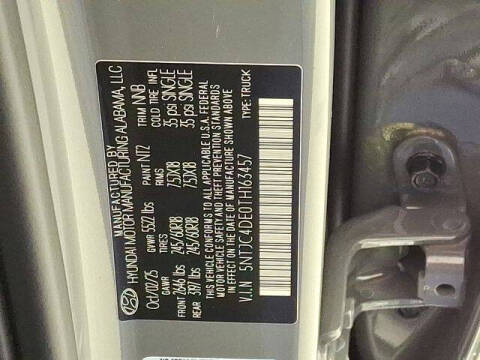 MANUFACTURED BY
HYUNDAI MOTOR MANUFACTURING ALABAMA, LLC
Oct/02/25 GVWR 5522 lbs PAINT NT2 TRIM NNB
GAWR TIRES RIMS COLD TIRE INFL
FRONT 2646 lbs 245/60R18 7.5JX18 35 psi SINGLE
REAR 3197 lbs 245/60R18 7.5JX18 35 psi SINGLE
THIS VEHICLE CONFORMS TO ALL APPLICABLE U.S.A. FEDERAL
MOTOR VEHICLE SAFETY AND THEFT PREVENTION STANDARDS
IN EFFECT ON THE DATE OF MANUFACTURE SHOWN ABOVE.
V.I.N 5NTJC4DE0TH163457 TYPE: TRUCK